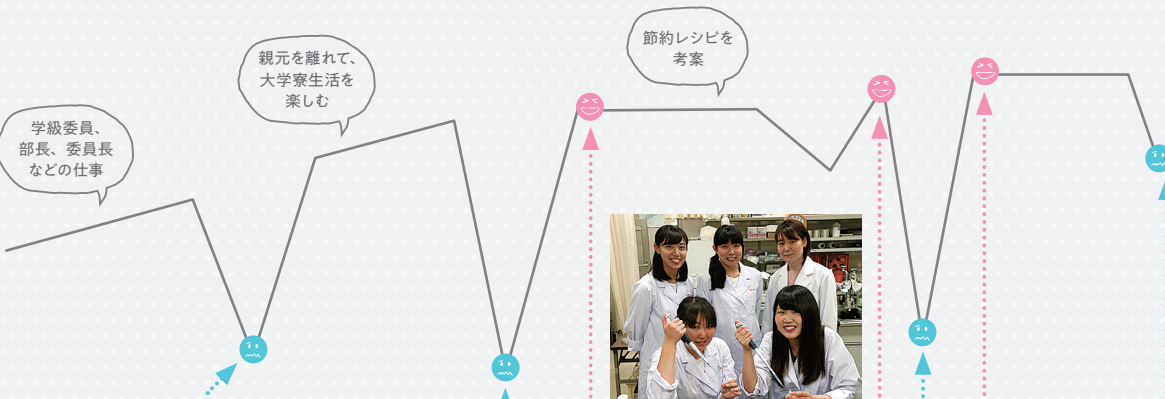 学級委員、
部長、委員長
などの仕事
親元を離れて、
大学寮生活を
楽しむ
節約レシピを
考案